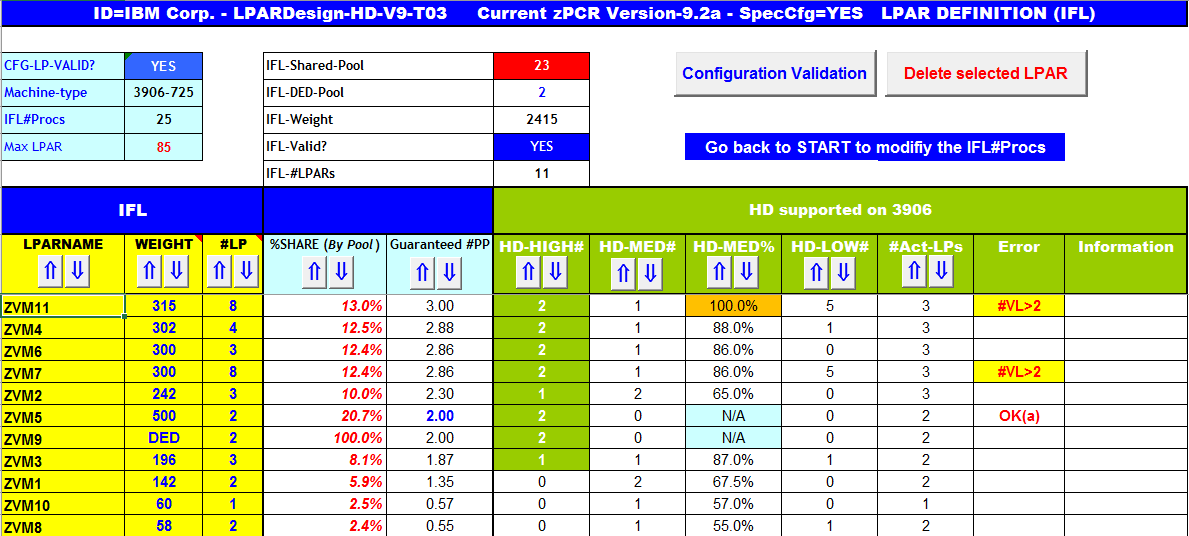 ID=IBM Corp. - LPARDesign-HD-V9-T03 Current zPCR Version-9.2a - SpecCfg=YES LPAR DEFINITION (IFL)
CFG-LP-VALID? YES IFL-Shared-Pool 23
Machine-type 3906-725 IFL-DED-Pool 2
IFL#Procs 25 IFL-Weight 2415
Max LPAR 85 IFL-Valid? YES
IFL-#LPARs 11
Configuration Validation Delete selected LPAR
Go back to START to modifiy the IFL#Procs
IFL HD supported on 3906
LPARNAME WEIGHT #LP %SHARE (By Pool) Guaranteed #PP HD-HIGH# HD-MED# HD-MED% HD-LOW# #Act-LPs Error Information
ZVM11 315 8 13.0% 3.00 2 1 100.0% 5 3 #VL>2
ZVM4 302 4 12.5% 2.88 2 1 88.0% 1 3
ZVM6 300 3 12.4% 2.86 2 1 86.0% 0 3
ZVM7 300 8 12.4% 2.86 2 1 86.0% 5 3 #VL>2
ZVM2 242 3 10.0% 2.30 1 2 65.0% 0 3
ZVM5 500 2 20.7% 2.00 2 0 N/A 0 2 OK(a)
ZVM9 DED 2 100.0% 2.00 2 0 N/A 0 2
ZVM3 196 3 8.1% 1.87 1 1 87.0% 1 2
ZVM1 142 2 5.9% 1.35 0 2 67.5% 0 2
ZVM10 60 1 2.5% 0.57 0 1 57.0% 0 1
ZVM8 58 2 2.4% 0.55 0 1 55.0% 1 2